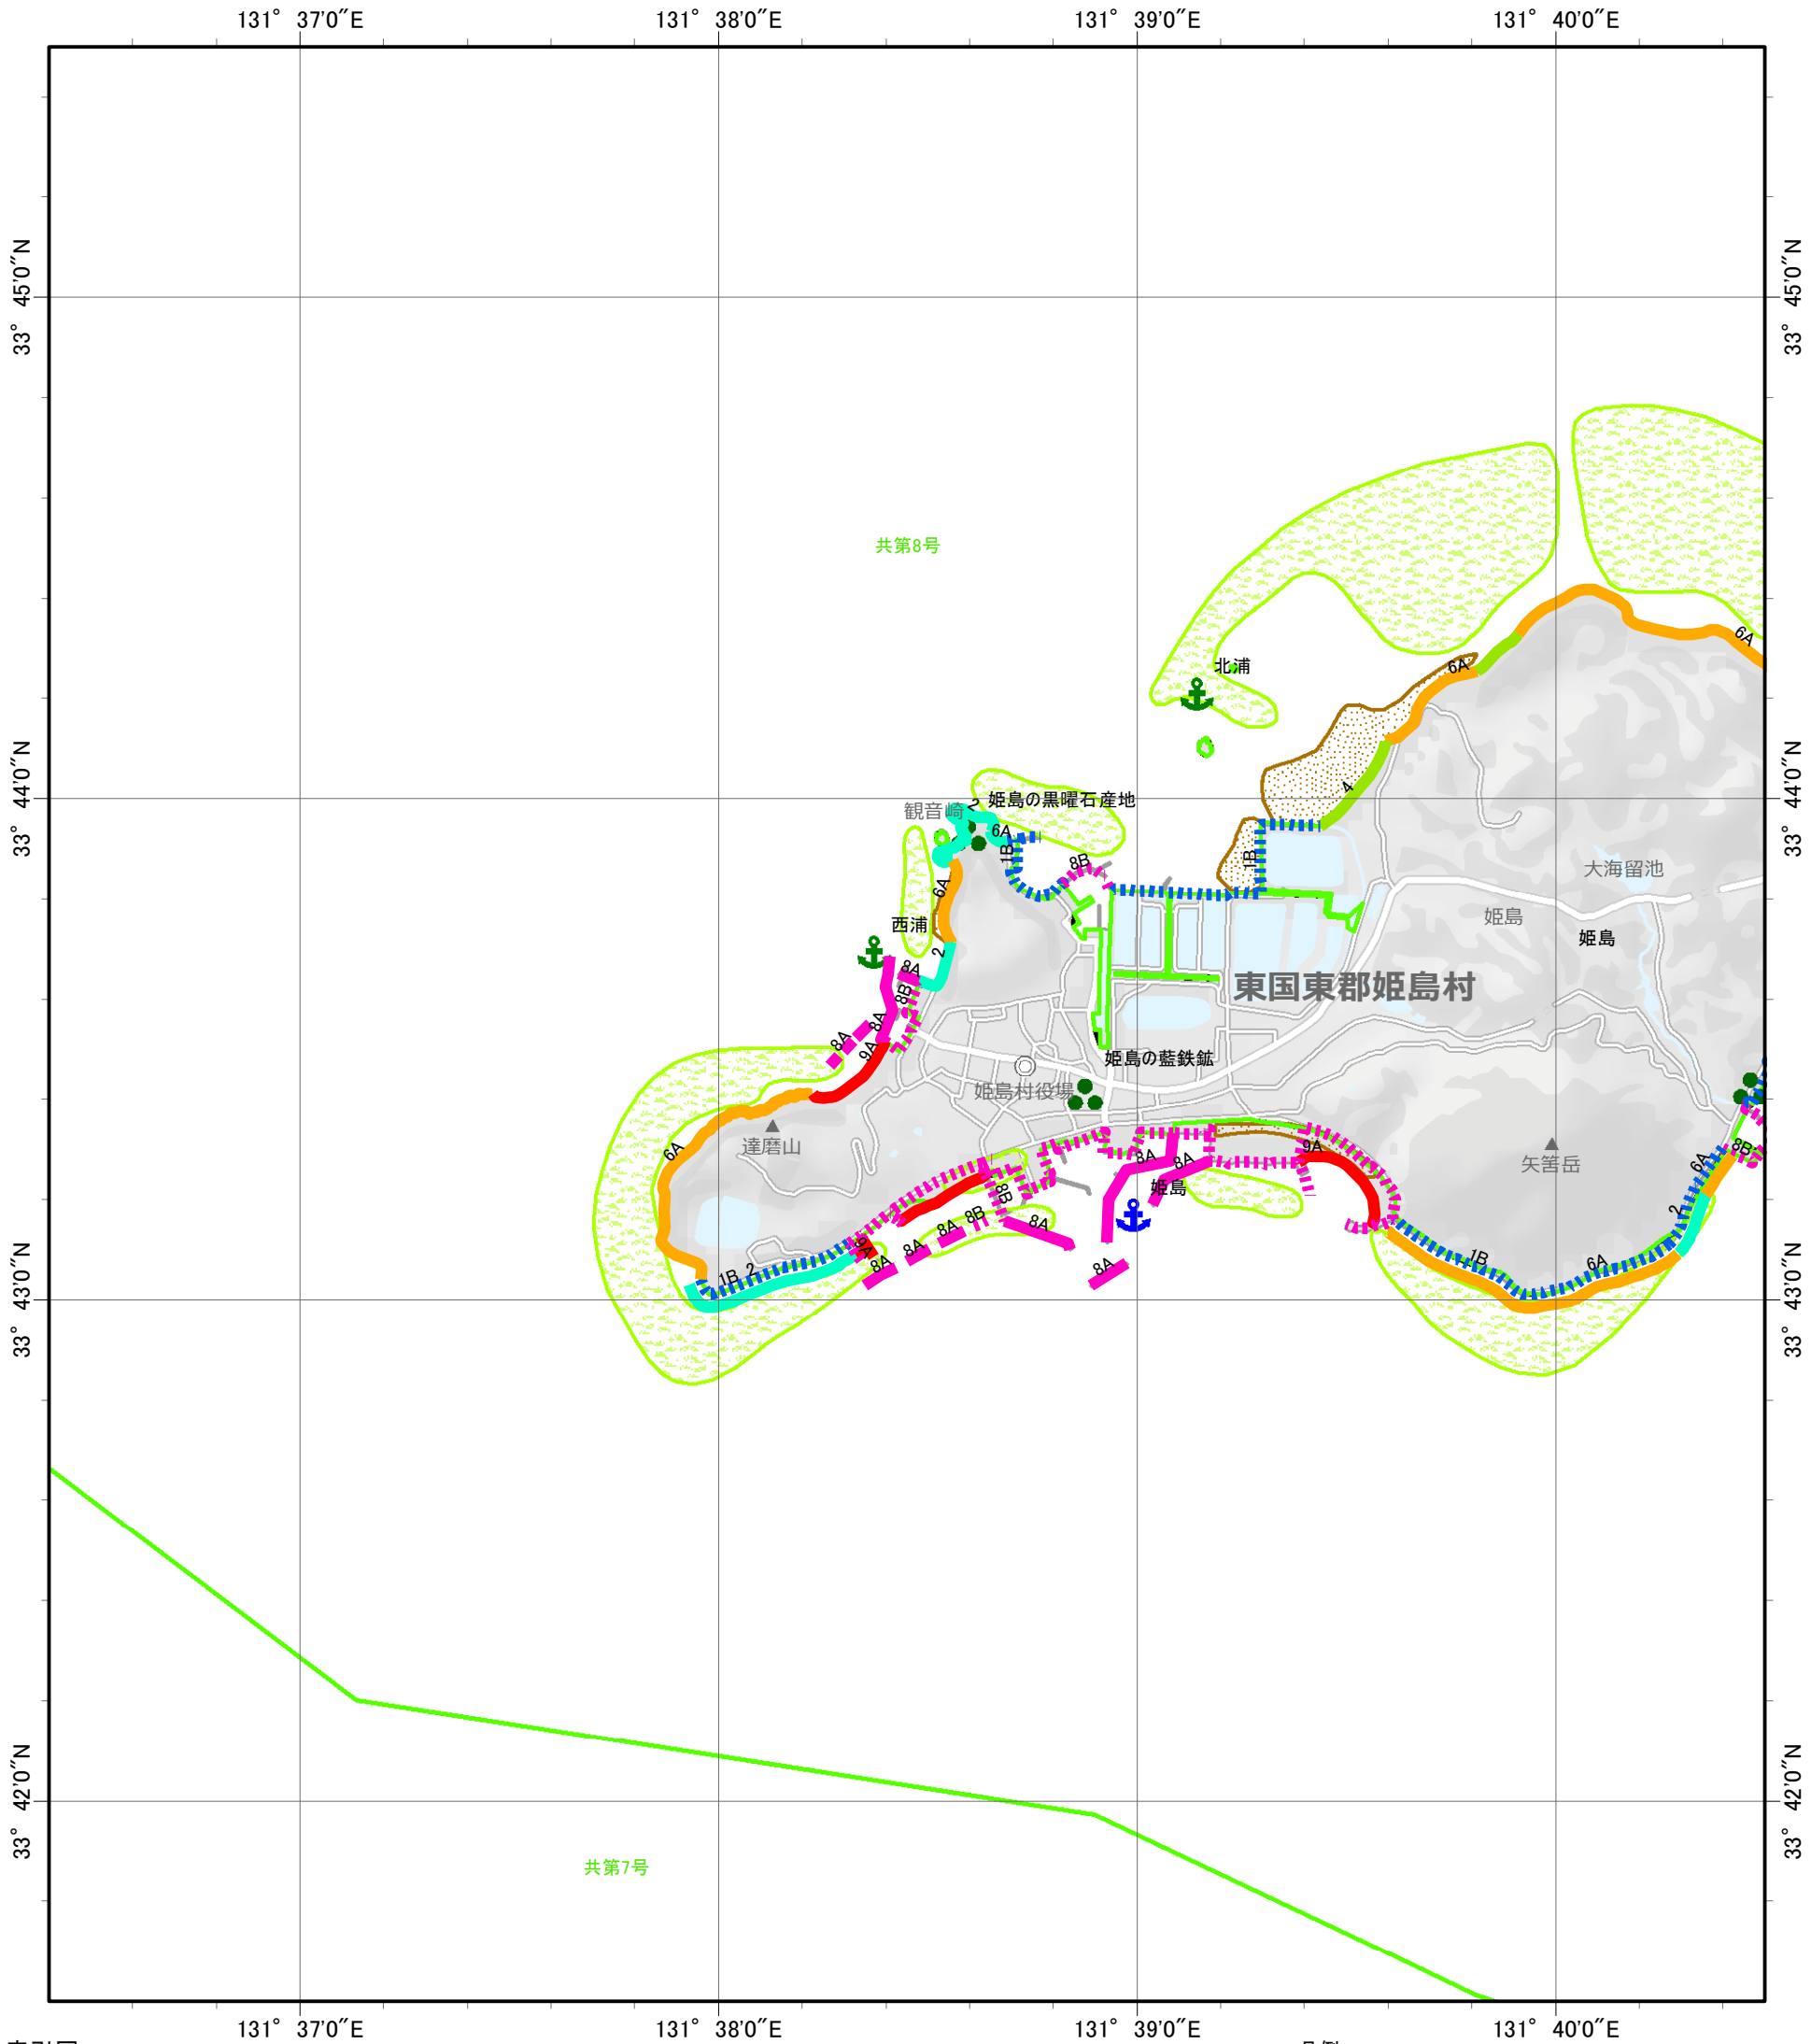 131° 37'0"E 131° 38'0"E 131° 39'0"E 131° 40'0"E
33° 45'0"N
33° 45'0"N
共第8号
6A
北浦
6A
33° 44'0"N
33° 44'0"N
4
観音崎
2
姫島の黒曜石産地
6A
1B
8B
1B
大海留池
6A
西浦
姫島
姫島
2
8A
8B
東国東郡姫島村
8A
8A
9A
姫島の藍鉄鉱
姫島村役場
達磨山
6A
9A
8A
8A
8B
矢筈岳
6A
8B
姫島
8A
8B
8A
8A
9A
8A
8A
2
1B
6A
1B
2
33° 43'0"N
33° 43'0"N
33° 42'0"N
33° 42'0"N
共第7号
131° 37'0"E 131° 38'0"E 131° 39'0"E 131° 40'0"E